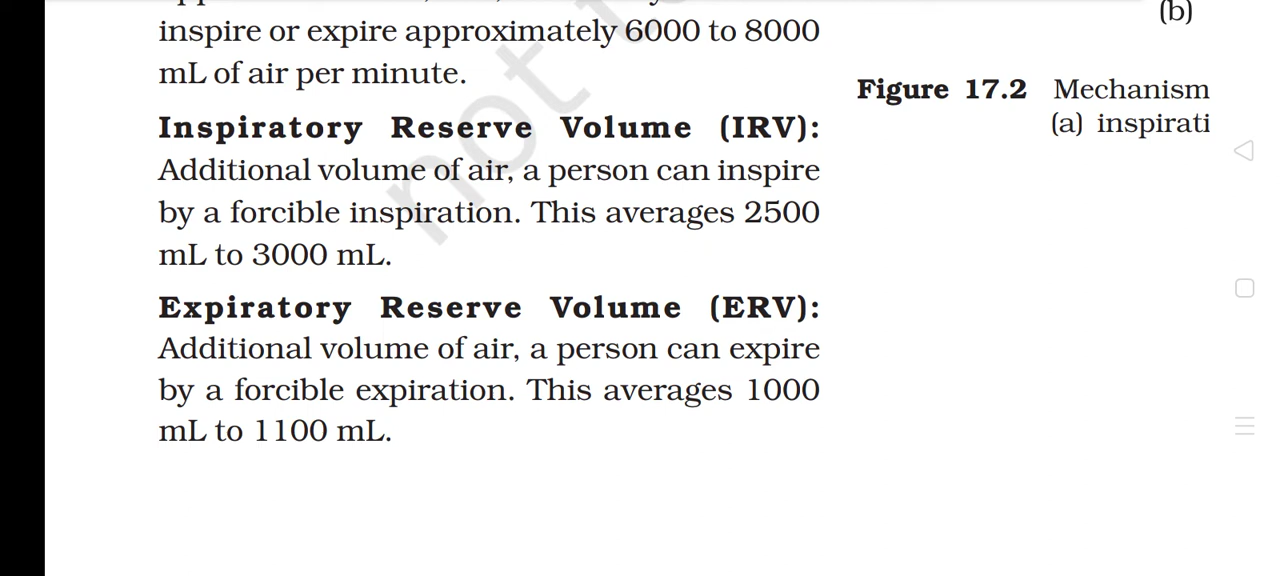 inspire or expire approximately 6000 to 8000
mL of air per minute.
Inspiratory Reserve Volume (IRV):
Additional volume of air, a person can inspire
by a forcible inspiration. This averages 2500
mL to 3000 mL.
Expiratory Reserve Volume (ERV):
Additional volume of air, a person can expire
by a forcible expiration. This averages 1000
mL to 1100 mL.
(b)
Figure 17.2 Mechanism
(a) inspirati
not